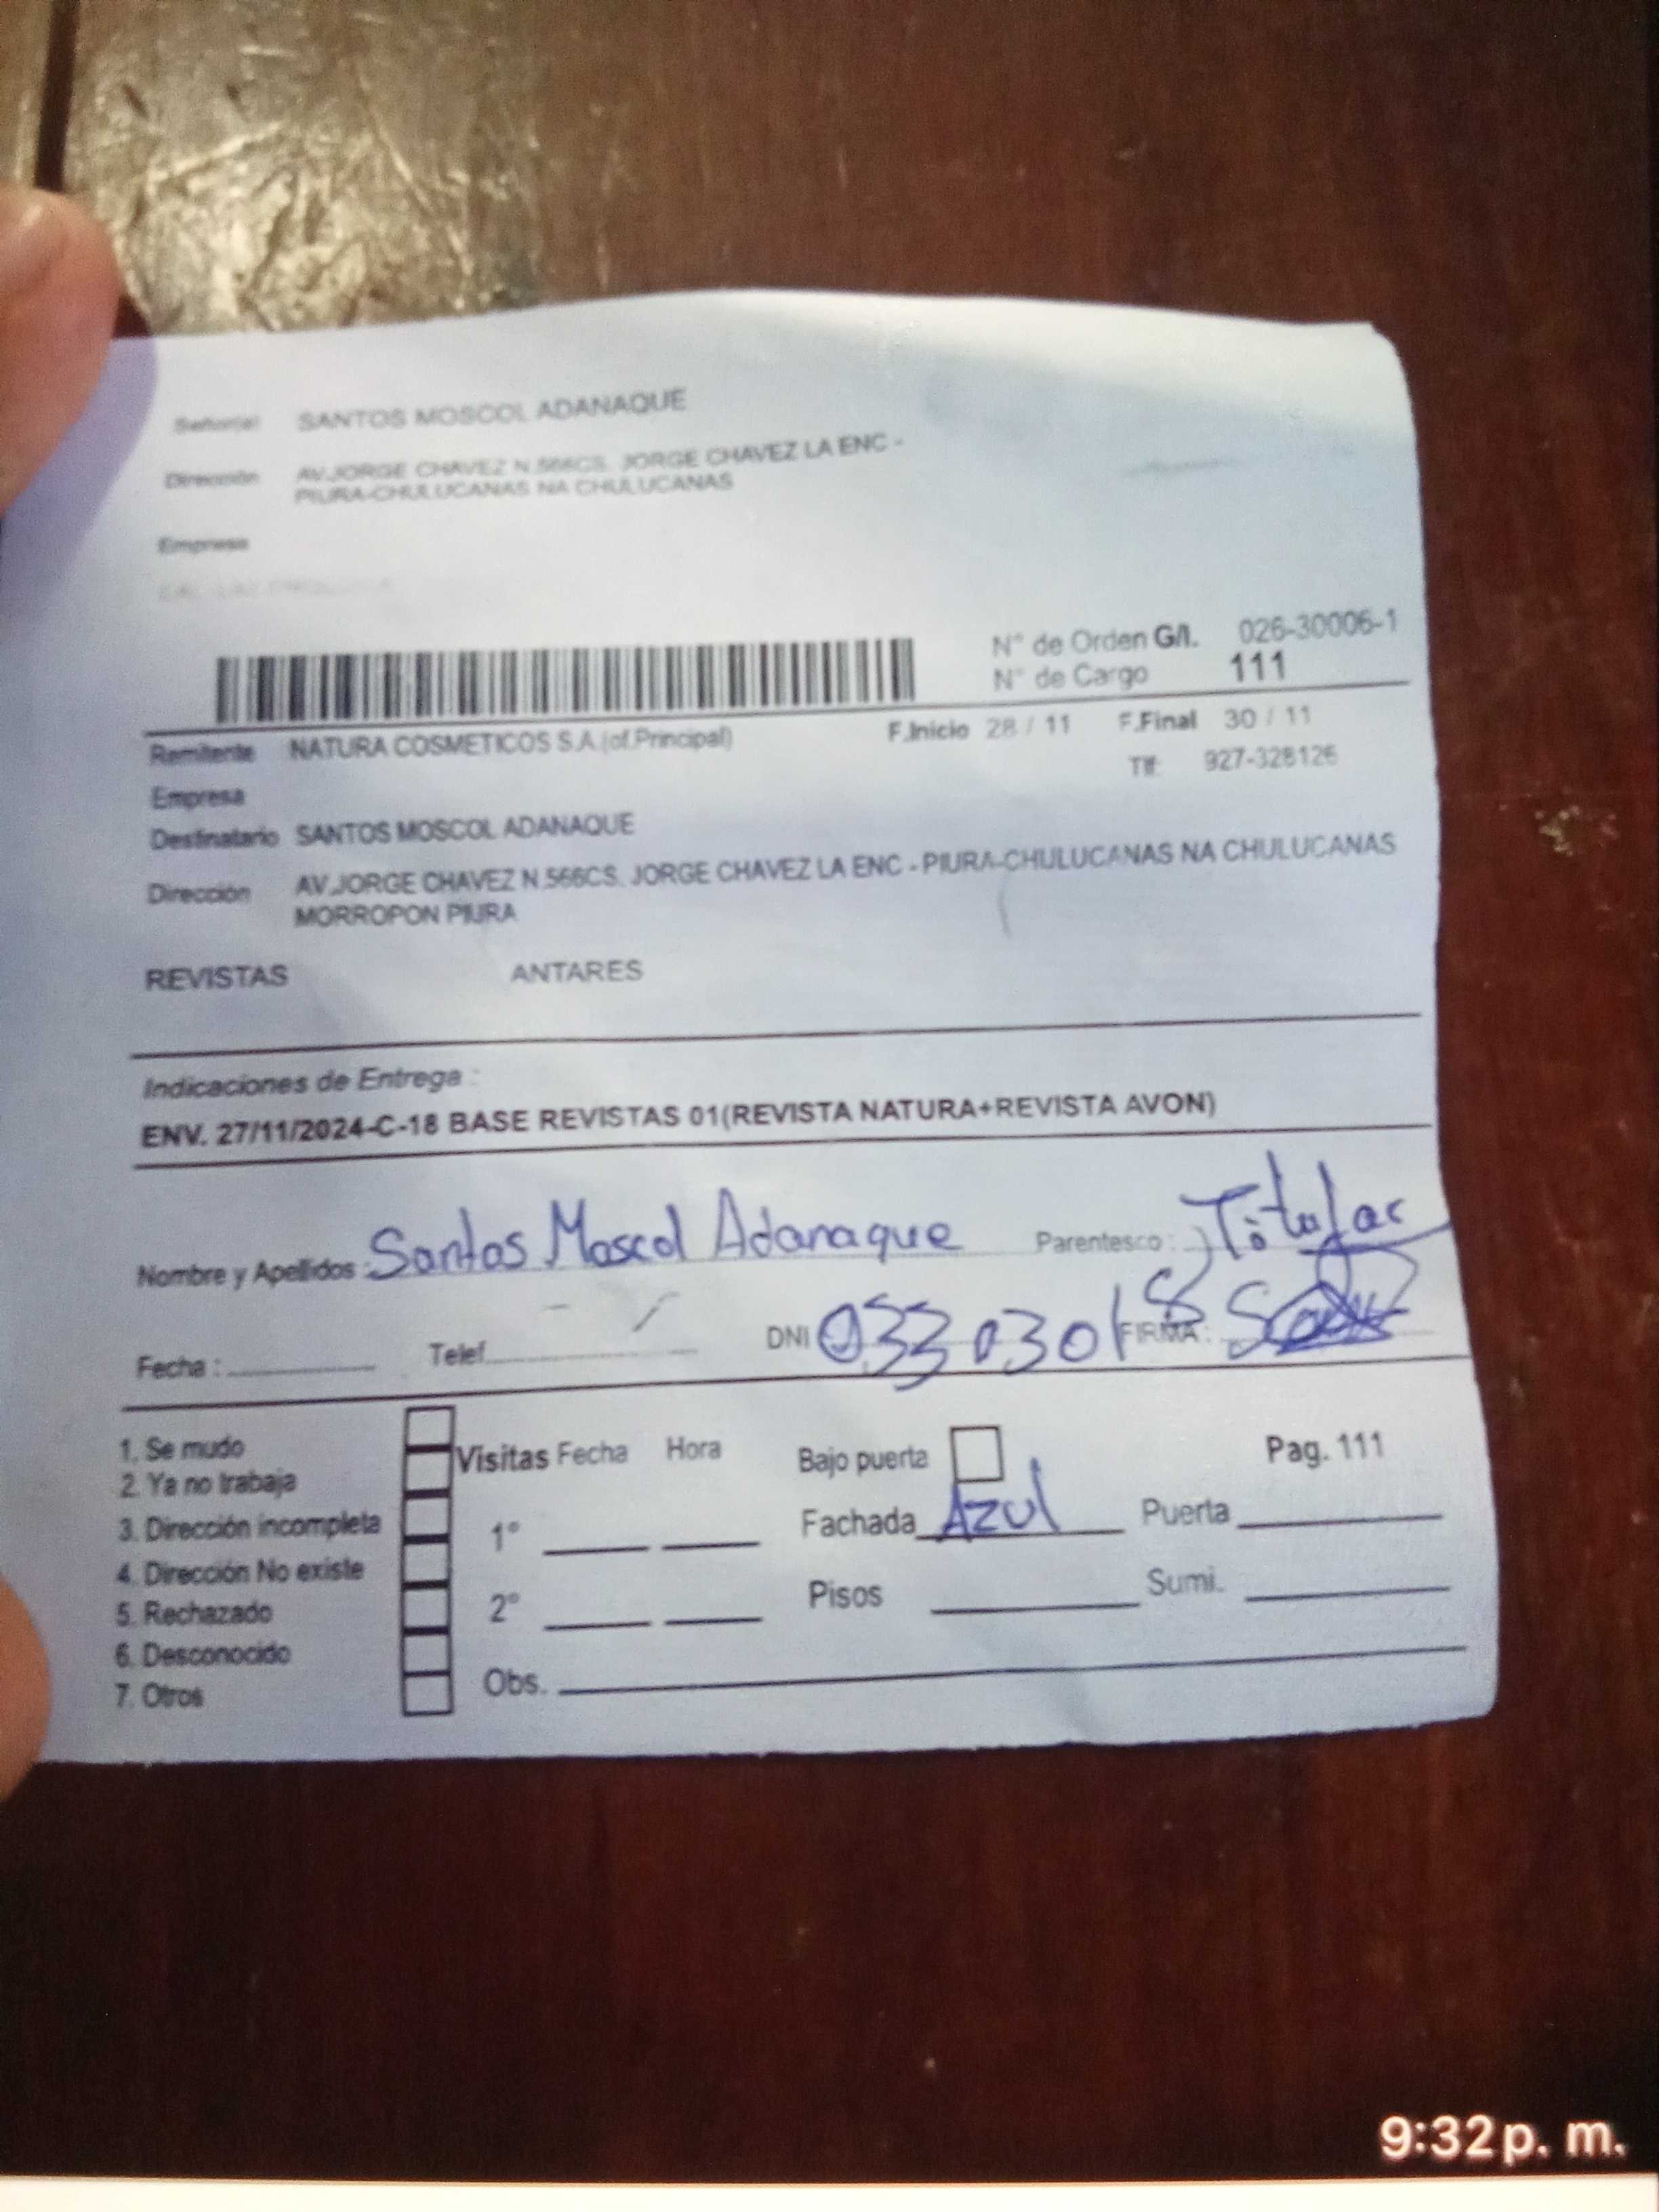 Señor(a) SANTOS MOSCOL ADANAQUE
Dirección AV.JORGE CHAVEZ N.566CS. JORGE CHAVEZ LA ENC -
PIURA-CHULUCANAS NA CHULUCANAS
Empresa
N° de Orden G/I. 026-30006-1
N° de Cargo 111
Remitente NATURA COSMETICOS S.A.(of.Principal) F.Inicio 28 / 11 F.Final 30 / 11
Empresa Tlf: 927-328126
Destinatario SANTOS MOSCOL ADANAQUE
Dirección AV.JORGE CHAVEZ N.566CS. JORGE CHAVEZ LA ENC - PIURA-CHULUCANAS NA CHULUCANAS
MORROPON PIURA
REVISTAS ANTARES
Indicaciones de Entrega :
ENV. 27/11/2024-C-18 BASE REVISTAS 01(REVISTA NATURA+REVISTA AVON)
Nombre y Apellidos : Santos Moscol Adanaque Parentesco : Titular
Fecha : Telef. DNI 03303018 FIRMA :
1. Se mudo Visitas Fecha Hora Bajo puerta Pag. 111
2. Ya no trabaja
3. Dirección incompleta 1° Fachada Azul Puerta
4. Dirección No existe
5. Rechazado 2° Pisos Sumi.
6. Desconocido
7. Otros Obs.
9:32 p. m.